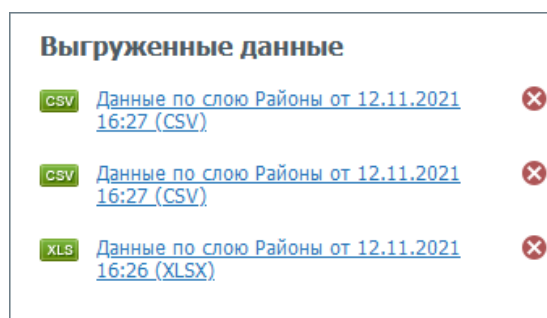 Выгруженные данные
CSV Данные по слою Районы от 12.11.2021
16:27 (CSV)
CSV Данные по слою Районы от 12.11.2021
16:27 (CSV)
XLS Данные по слою Районы от 12.11.2021
16:26 (XLSX)